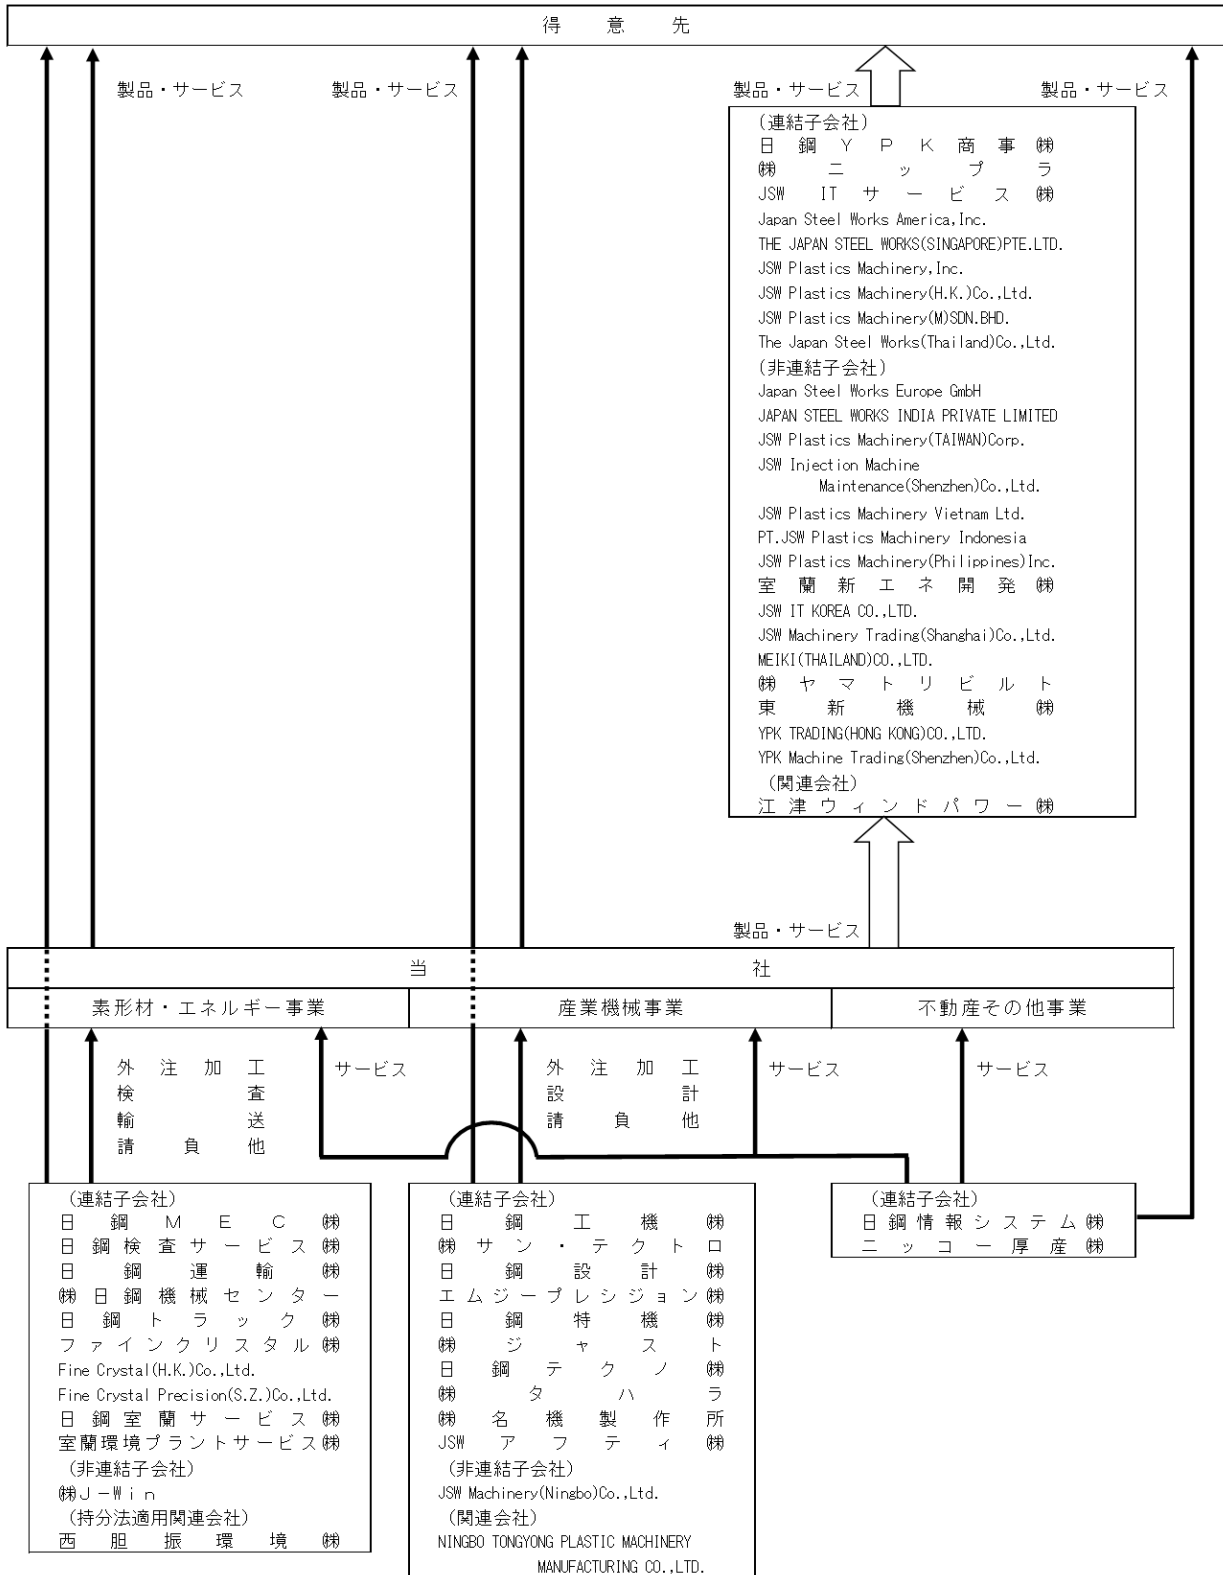 得意先
製品・サービス 製品・サービス 製品・サービス 製品・サービス
(連結子会社)
日鋼YPK商事㈱
㈱ニップラ
JSW ITサービス㈱
Japan Steel Works America,Inc.
THE JAPAN STEEL WORKS(SINGAPORE)PTE.LTD.
JSW Plastics Machinery,Inc.
JSW Plastics Machinery(H.K.)Co.,Ltd.
JSW Plastics Machinery(M)SDN.BHD.
The Japan Steel Works(Thailand)Co.,Ltd.
(非連結子会社)
Japan Steel Works Europe GmbH
JAPAN STEEL WORKS INDIA PRIVATE LIMITED
JSW Plastics Machinery(TAIWAN)Corp.
JSW Injection Machine
Maintenance(Shenzhen)Co.,Ltd.
JSW Plastics Machinery Vietnam Ltd.
PT.JSW Plastics Machinery Indonesia
JSW Plastics Machinery(Philippines)Inc.
室蘭新エネ開発㈱
JSW IT KOREA CO.,LTD.
JSW Machinery Trading(Shanghai)Co.,Ltd.
MEIKI(THAILAND)CO.,LTD.
㈱ヤマトリビルト
東新機械㈱
YPK TRADING(HONG KONG)CO.,LTD.
YPK Machine Trading(Shenzhen)Co.,Ltd.
(関連会社)
江津ウィンドパワー㈱
製品・サービス
当社
素形材・エネルギー事業 産業機械事業 不動産その他事業
外注加工
検査
輸送
請負他
サービス
外注加工
設計
請負他
サービス
サービス
(連結子会社)
日鋼MEC㈱
日鋼検査サービス㈱
日鋼運輸㈱
㈱日鋼機械センター
日鋼トラック㈱
ファインクリスタル㈱
Fine Crystal(H.K.)Co.,Ltd.
Fine Crystal Precision(S.Z.)Co.,Ltd.
日鋼室蘭サービス㈱
室蘭環境プラントサービス㈱
(非連結子会社)
㈱J-Win
(持分法適用関連会社)
西胆振環境㈱
(連結子会社)
日鋼工機㈱
㈱サン・テクトロ
日鋼設計㈱
エムジープレシジョン㈱
日鋼特機㈱
㈱ジャスト
日鋼テクノ㈱
㈱タハラ
㈱名機製作所
JSWアフティ㈱
(非連結子会社)
JSW Machinery(Ningbo)Co.,Ltd.
(関連会社)
NINGBO TONGYONG PLASTIC MACHINERY
MANUFACTURING CO.,LTD.
(連結子会社)
日鋼情報システム㈱
ニッコー厚産㈱